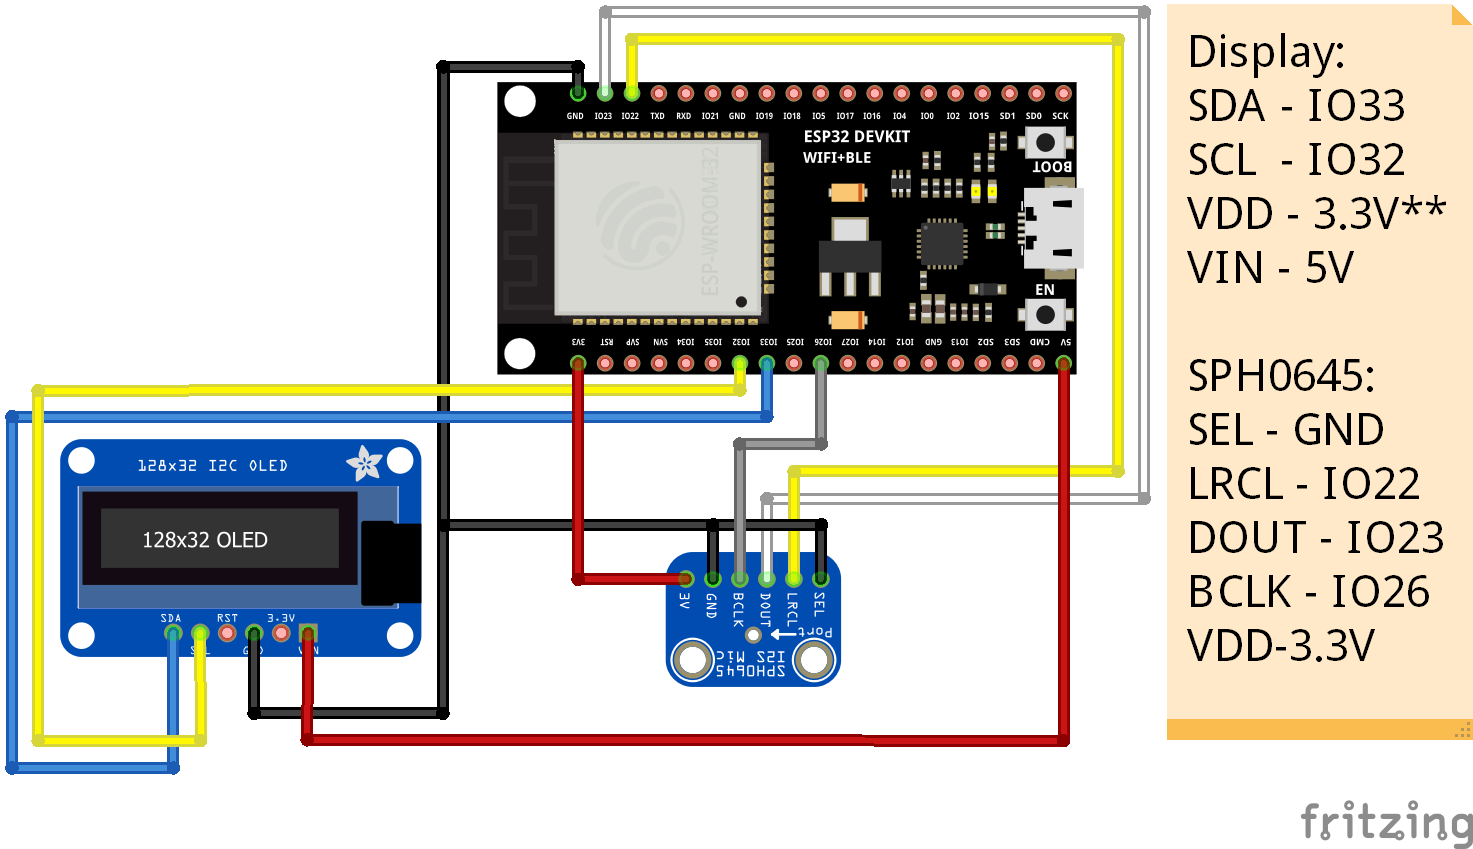 GND IO23 IO22 TXD RXD IO21 GND IO19 IO18 IO5 IO17 IO16 IO4 IO0 IO2 IO15 SD1 SD0 SCK
ESP32 DEVKIT
WIFI+BLE
BOOT
ESP-WROOM-32
EN
3V3 RST SVP SVN IO34 IO35 IO32 IO33 IO25 IO26 IO27 IO14 IO12 GND IO13 SD2 SD3 CMD 5V
128x32 I2C OLED
128x32 OLED
SDA RST 3.3V
3V GND BCLK DOUT LRCL SEL
Port
I2S Mic
SPH0645
Display:
SDA - IO33
SCL - IO32
VDD - 3.3V**
VIN - 5V
SPH0645:
SEL - GND
LRCL - IO22
DOUT - IO23
BCLK - IO26
VDD-3.3V
fritzing